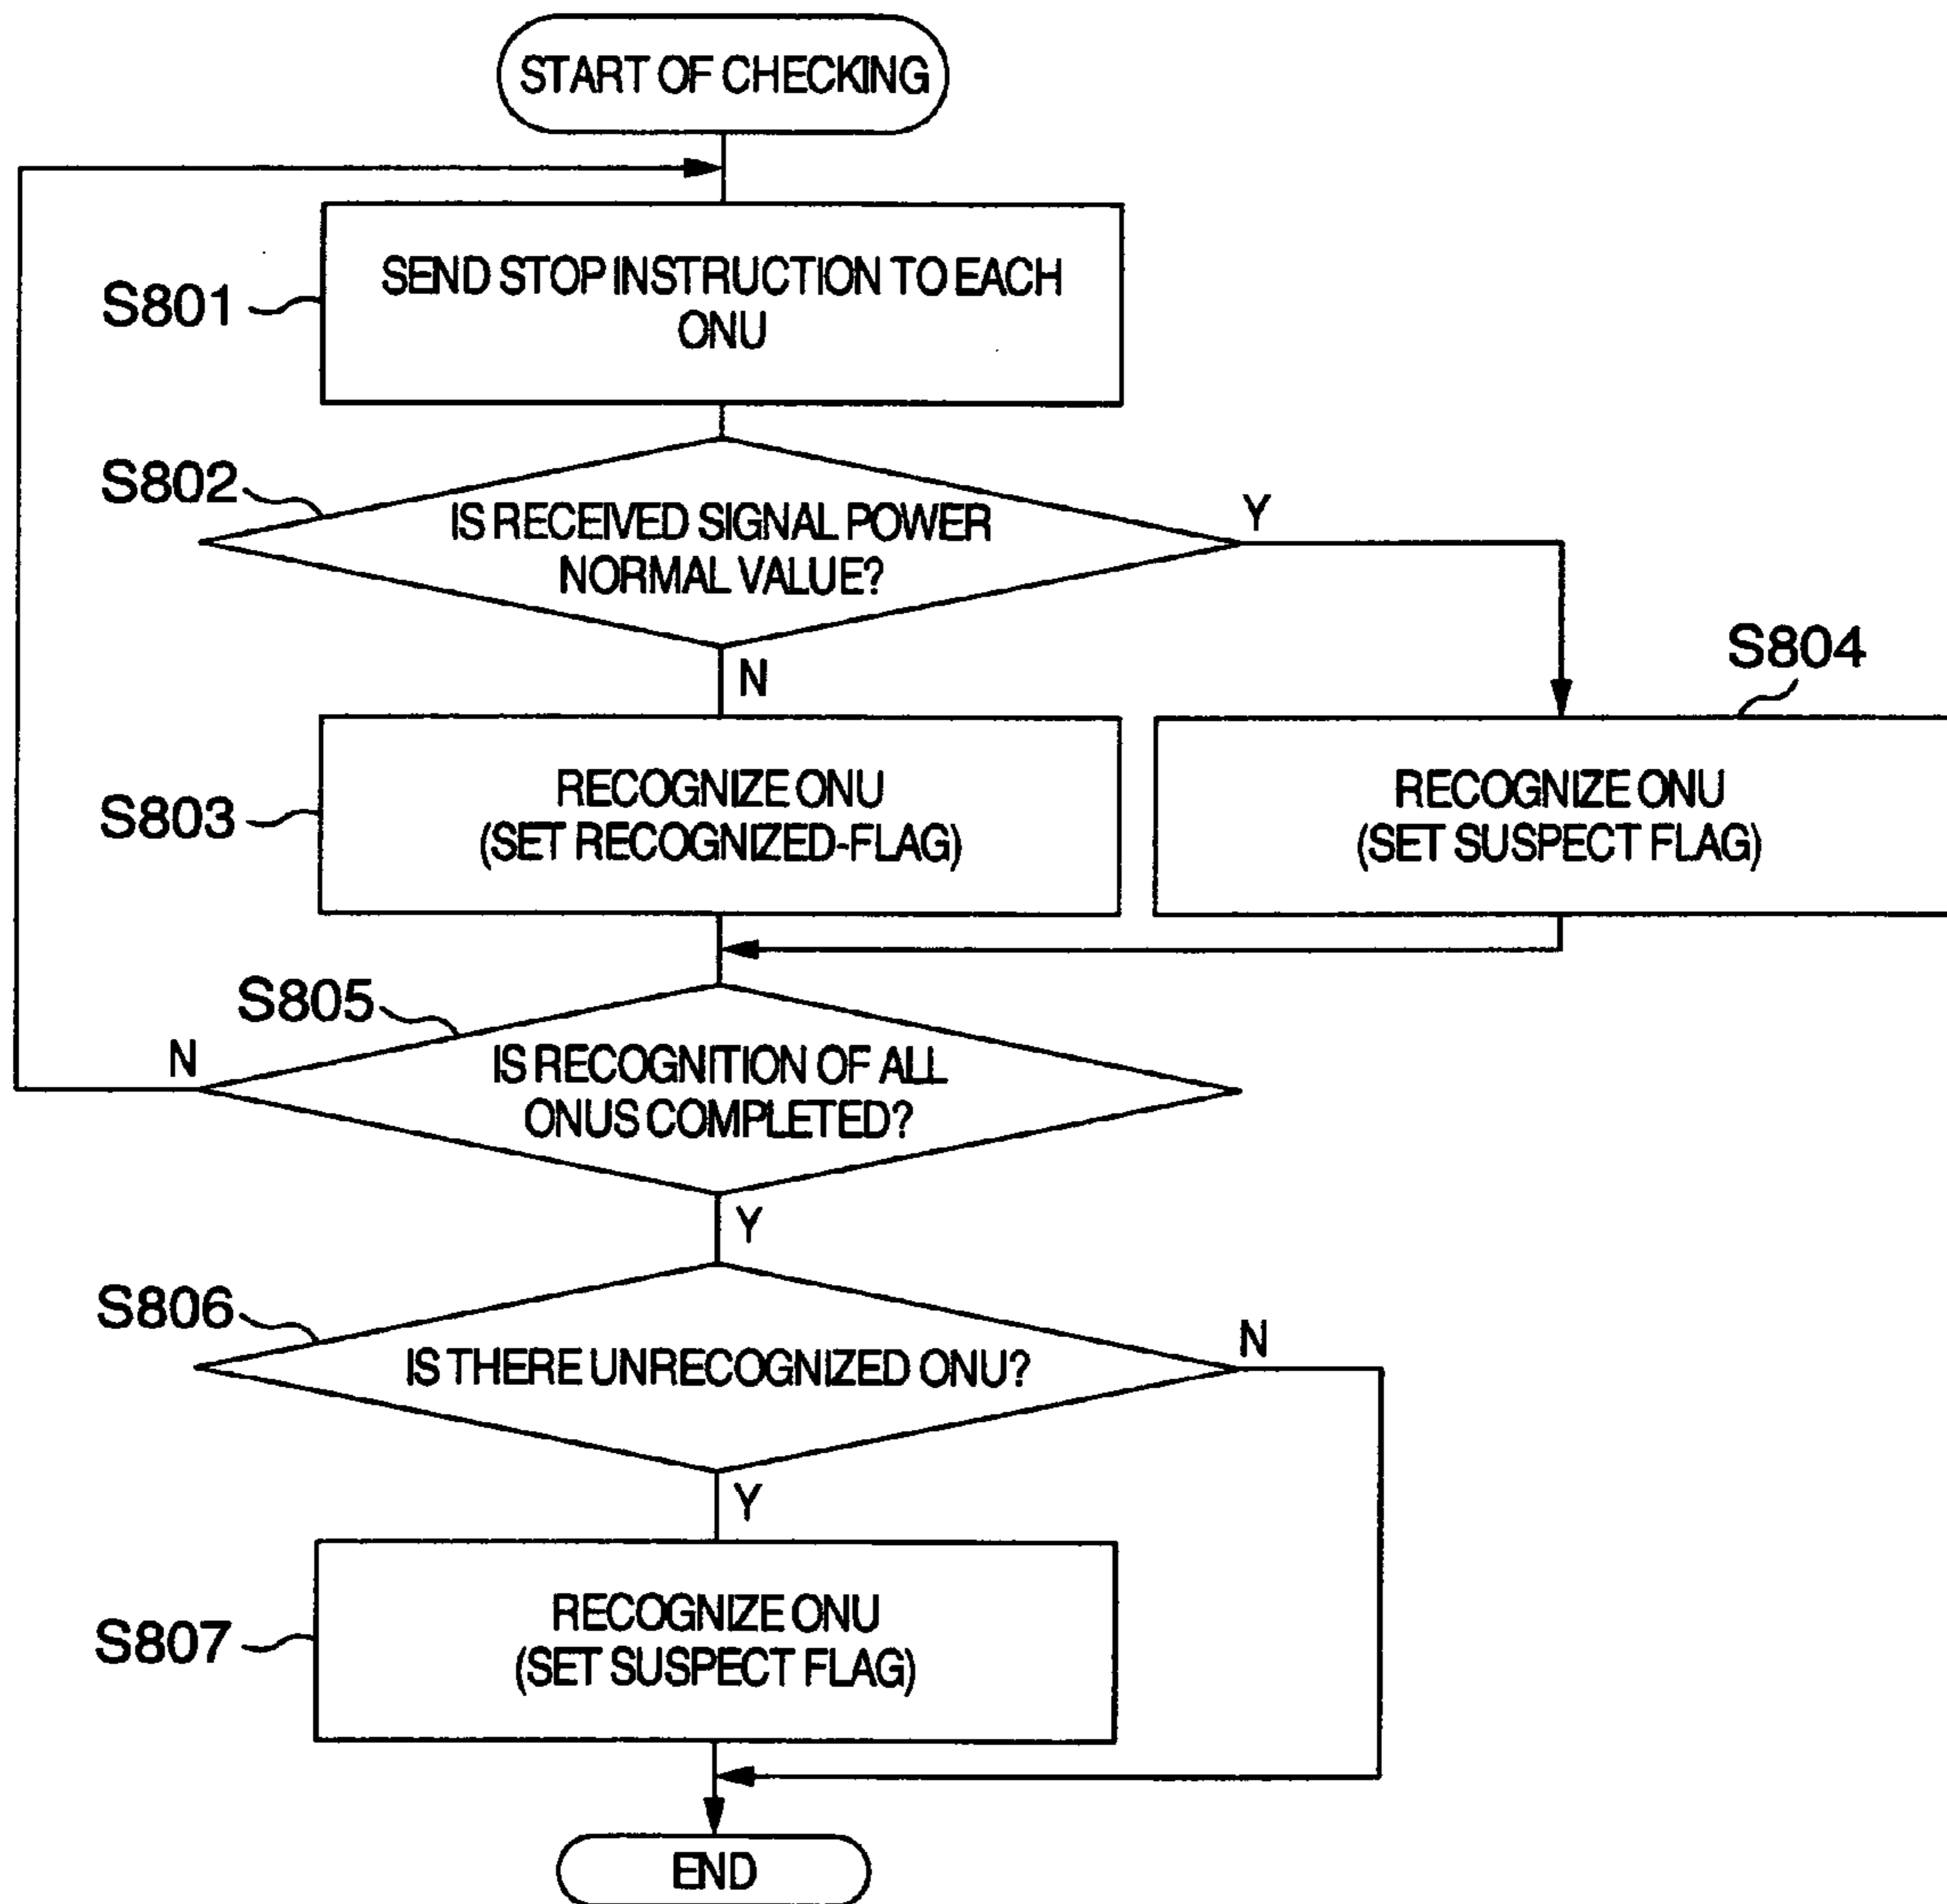 START OF CHECKING
S801
SEND STOP INSTRUCTION TO EACH
ONU
S802
IS RECEIVED SIGNAL POWER
NORMAL VALUE?
Y
N
S803
RECOGNIZE ONU
(SET RECOGNIZED-FLAG)
S804
RECOGNIZE ONU
(SET SUSPECT FLAG)
S805
N
IS RECOGNITION OF ALL
ONUS COMPLETED?
Y
S806
IS THERE UNRECOGNIZED ONU?
N
Y
S807
RECOGNIZE ONU
(SET SUSPECT FLAG)
END